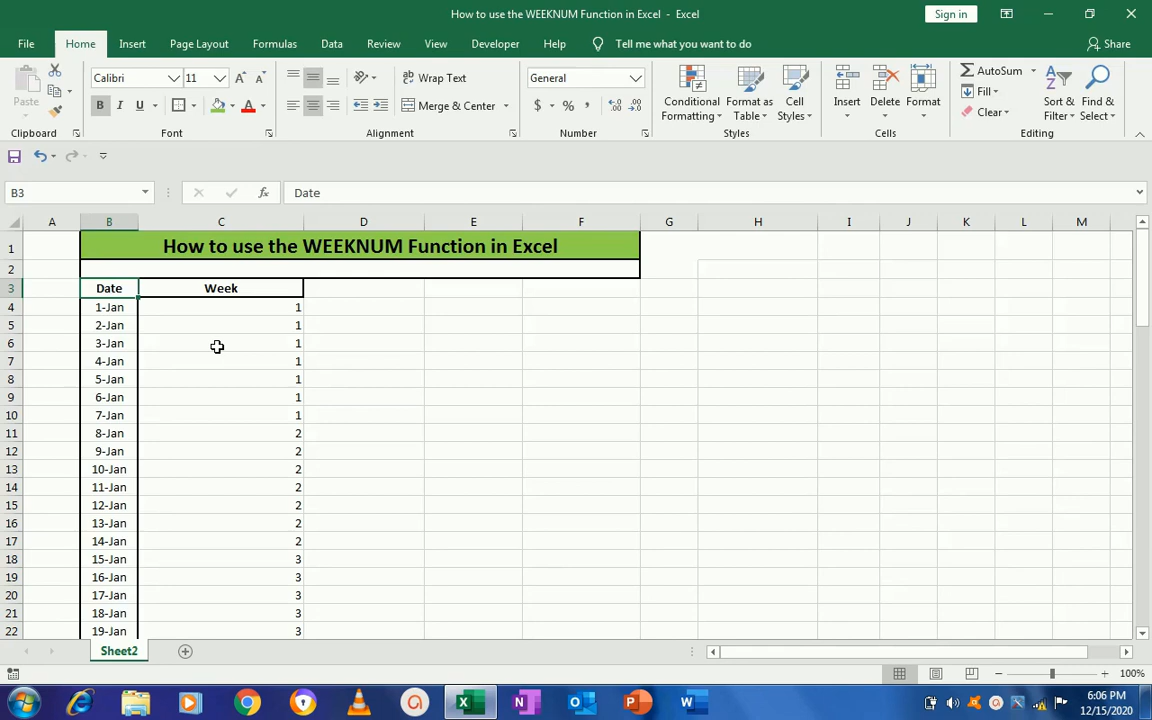 How to use the WEEKNUM Function in Excel - Excel
Sign in
File Home Insert Page Layout Formulas Data Review View Developer Help Tell me what you want to do Share
Paste
Calibri 11
B I U
Wrap Text
Merge & Center
General
$ %
Conditional Formatting
Format as Table
Cell Styles
Insert
Delete
Format
AutoSum
Fill
Clear
Sort & Filter
Find & Select
Clipboard Font Alignment Number Styles Cells Editing
B3 fx Date
A B C D E F G H I J K L M
1 How to use the WEEKNUM Function in Excel
2
3 Date Week
4 1-Jan 1
5 2-Jan 1
6 3-Jan 1
7 4-Jan 1
8 5-Jan 1
9 6-Jan 1
10 7-Jan 1
11 8-Jan 2
12 9-Jan 2
13 10-Jan 2
14 11-Jan 2
15 12-Jan 2
16 13-Jan 2
17 14-Jan 2
18 15-Jan 3
19 16-Jan 3
20 17-Jan 3
21 18-Jan 3
22 19-Jan 3
Sheet2
100%
6:06 PM
12/15/2020